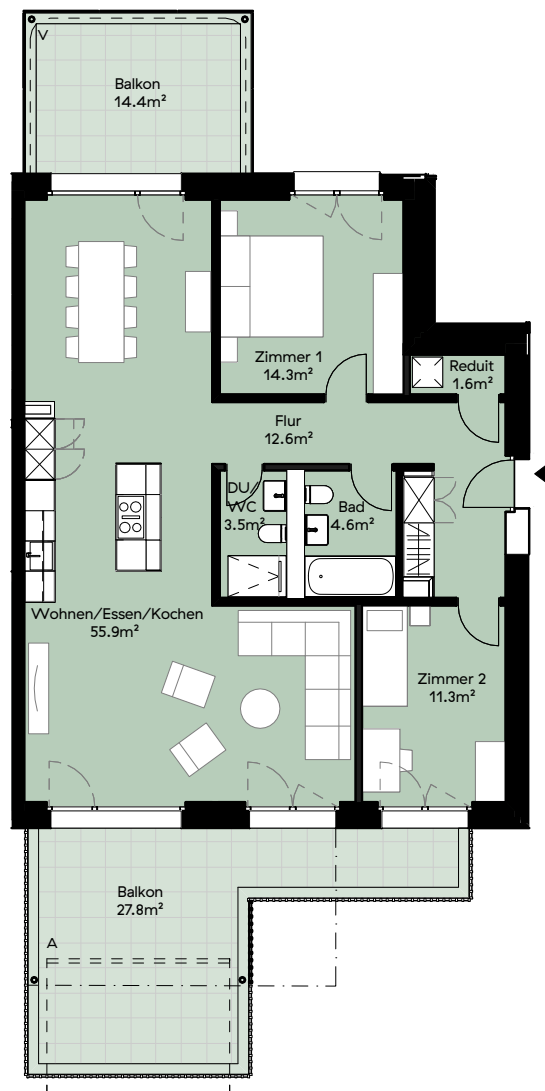 V
Balkon
14.4m²
Zimmer 1
14.3m²
Reduit
1.6m²
Flur
12.6m²
DU/
WC
3.5m²
Bad
4.6m²
Wohnen/Essen/Kochen
55.9m²
Zimmer 2
11.3m²
Balkon
27.8m²
A